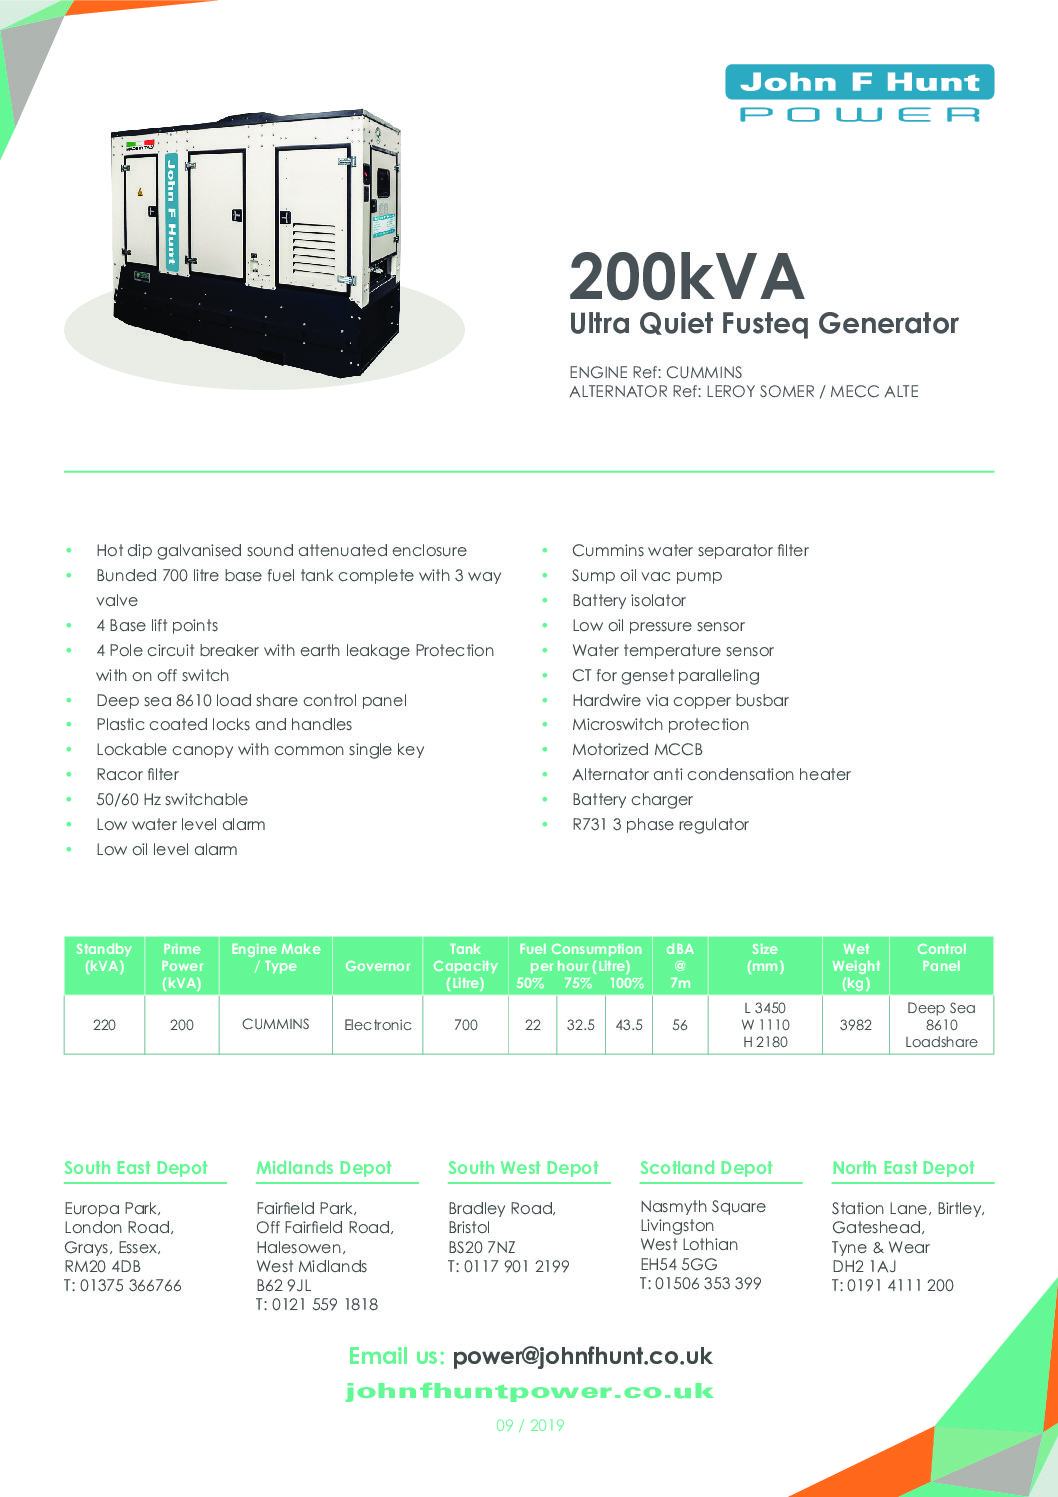 John F Hunt
POWER
MADE IN ITALY
John F Hunt
200kVA
Ultra Quiet Fusteq Generator
ENGINE Ref: CUMMINS
ALTERNATOR Ref: LEROY SOMER / MECC ALTE
• Hot dip galvanised sound attenuated enclosure
• Bunded 700 litre base fuel tank complete with 3 way
valve
• 4 Base lift points
• 4 Pole circuit breaker with earth leakage Protection
with on off switch
• Deep sea 8610 load share control panel
• Plastic coated locks and handles
• Lockable canopy with common single key
• Racor filter
• 50/60 Hz switchable
• Low water level alarm
• Low oil level alarm
• Cummins water separator filter
• Sump oil vac pump
• Battery isolator
• Low oil pressure sensor
• Water temperature sensor
• CT for genset paralleling
• Hardwire via copper busbar
• Microswitch protection
• Motorized MCCB
• Alternator anti condensation heater
• Battery charger
• R731 3 phase regulator
Standby Prime Engine Make Tank Fuel Consumption dBA Size Wet Control
(kVA) Power / Type Governor Capacity per hour (Litre) @ (mm) Weight Panel
(kVA) (Litre) 50% 75% 100% 7m (kg)
L 3450 Deep Sea
220 200 CUMMINS Electronic 700 22 32.5 43.5 56 W 1110 3982 8610
H 2180 Loadshare
South East Depot
Europa Park,
London Road,
Grays, Essex,
RM20 4DB
T: 01375 366766
Midlands Depot
Fairfield Park,
Off Fairfield Road,
Halesowen,
West Midlands
B62 9JL
T: 0121 559 1818
South West Depot
Bradley Road,
Bristol
BS20 7NZ
T: 0117 901 2199
Scotland Depot
Nasmyth Square
Livingston
West Lothian
EH54 5GG
T: 01506 353 399
North East Depot
Station Lane, Birtley,
Gateshead,
Tyne & Wear
DH2 1AJ
T: 0191 4111 200
Email us: power@johnfhunt.co.uk
johnfhuntpower.co.uk
09 / 2019